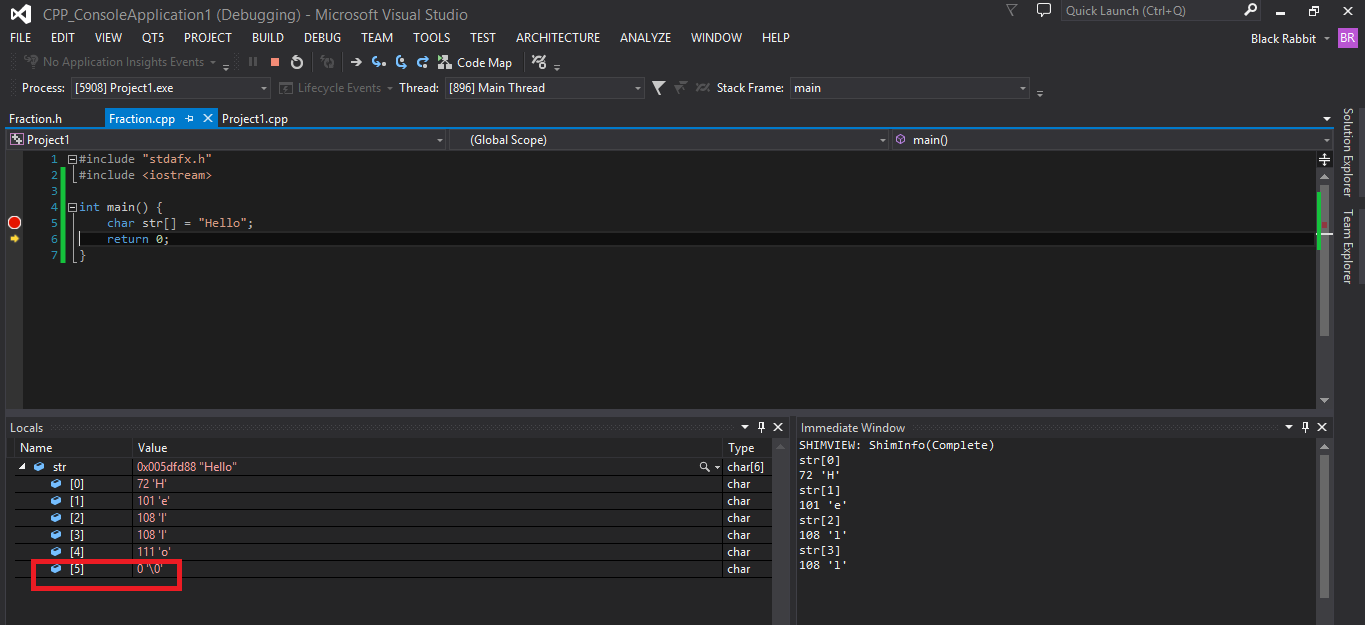 CPP_ConsoleApplication1 (Debugging) - Microsoft Visual Studio
Quick Launch (Ctrl+Q)
FILE EDIT VIEW QT5 PROJECT BUILD DEBUG TEAM TOOLS TEST ARCHITECTURE ANALYZE WINDOW HELP
Black Rabbit BR
No Application Insights Events
Code Map
Process: [5908] Project1.exe Lifecycle Events Thread: [896] Main Thread Stack Frame: main
Fraction.h Fraction.cpp Project1.cpp
Project1 (Global Scope) main()
1 #include "stdafx.h"
2 #include <iostream>
3
4 int main() {
5 char str[] = "Hello";
6 return 0;
7 }
Solution Explorer
Team Explorer
Locals
Name Value Type
str 0x005dfd88 "Hello" char[6]
[0] 72 'H' char
[1] 101 'e' char
[2] 108 'l' char
[3] 108 'l' char
[4] 111 'o' char
[5] 0 '\0' char
Immediate Window
SHIMVIEW: ShimInfo(Complete)
str[0]
72 'H'
str[1]
101 'e'
str[2]
108 'l'
str[3]
108 'l'